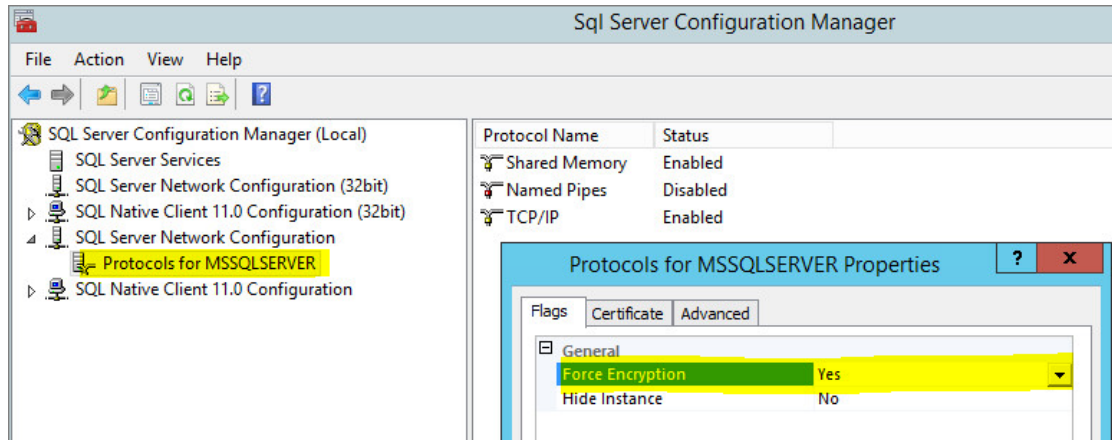 Sql Server Configuration Manager
File Action View Help
SQL Server Configuration Manager (Local)
SQL Server Services
SQL Server Network Configuration (32bit)
SQL Native Client 11.0 Configuration (32bit)
SQL Server Network Configuration
Protocols for MSSQLSERVER
SQL Native Client 11.0 Configuration
Protocol Name Status
Shared Memory Enabled
Named Pipes Disabled
TCP/IP Enabled
Protocols for MSSQLSERVER Properties ? x
Flags Certificate Advanced
General
Force Encryption Yes
Hide Instance No